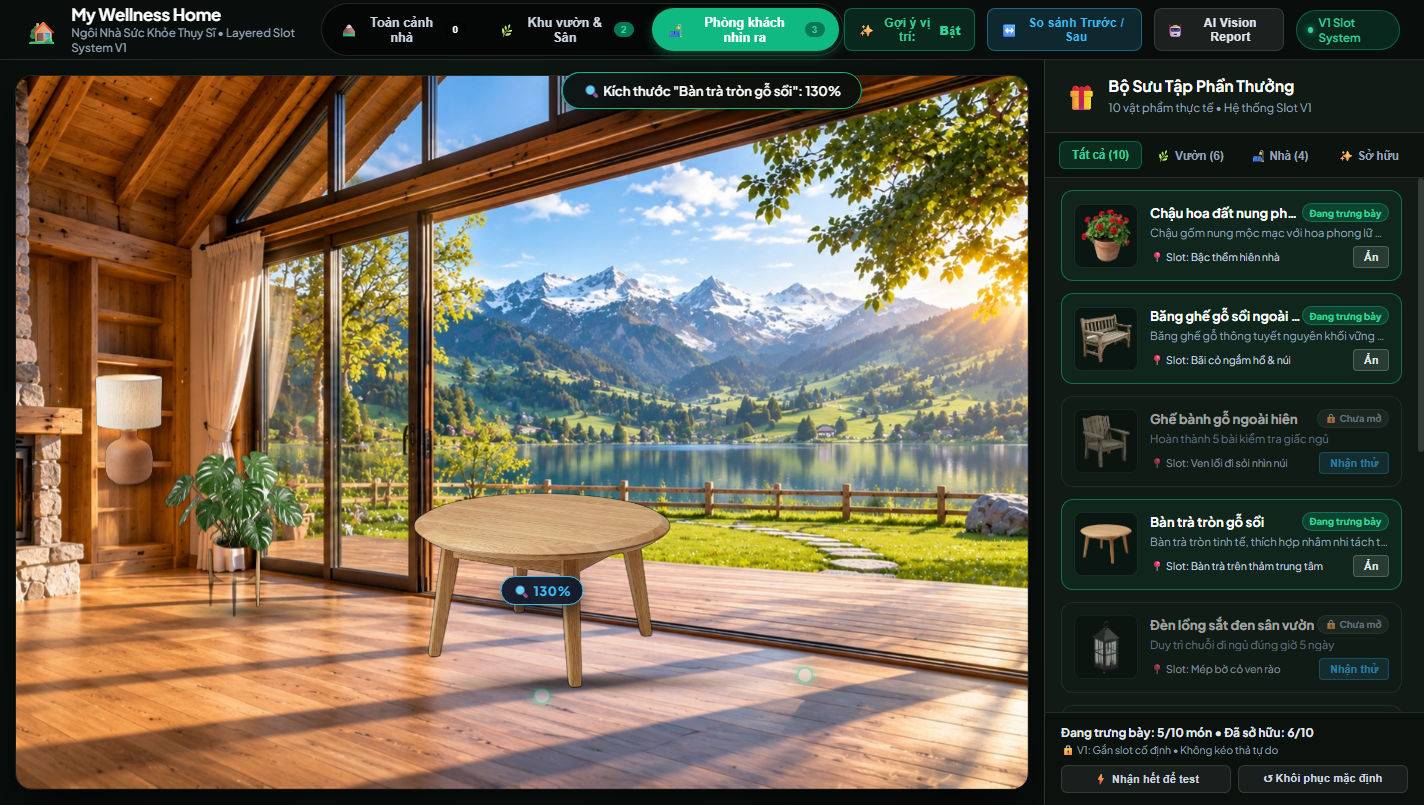 My Wellness Home
Ngôi Nhà Sức Khỏe Thụy Sĩ • Layered Slot
System V1
Toàn cảnh
nhà
0
Khu vườn &
Sân
2
Phòng khách
nhìn ra
3
Gợi ý vị
trí:
Bật
So sánh Trước /
Sau
AI Vision
Report
V1 Slot
System
Kích thước "Bàn trà tròn gỗ sồi": 130%
130%
Bộ Sưu Tập Phần Thưởng
10 vật phẩm thực tế • Hệ thống Slot V1
Tất cả (10)
Vườn (6)
Nhà (4)
Sở hữu
Chậu hoa đất nung ph...
Đang trưng bày
Chậu gốm nung mộc mạc với hoa phong lữ ...
Slot: Bậc thềm hiên nhà
Ẩn
Băng ghế gỗ sồi ngoài ...
Đang trưng bày
Băng ghế gỗ thông tuyết nguyên khối vững ...
Slot: Bãi cỏ ngắm hồ & núi
Ẩn
Ghế bành gỗ ngoài hiên
Chưa mở
Hoàn thành 5 bài kiểm tra giấc ngủ
Slot: Ven lối đi sỏi nhìn núi
Nhận thử
Bàn trà tròn gỗ sồi
Đang trưng bày
Bàn trà tròn tinh tế, thích hợp nhâm nhi tách t...
Slot: Bàn trà trên thảm trung tâm
Ẩn
Đèn lồng sắt đen sân vườn
Chưa mở
Duy trì chuỗi đi ngủ đúng giờ 5 ngày
Slot: Mép bờ cỏ ven rào
Nhận thử
Đang trưng bày: 5/10 món • Đã sở hữu: 6/10
V1: Gắn slot cố định • Không kéo thả tự do
Nhận hết để test
↺ Khôi phục mặc định